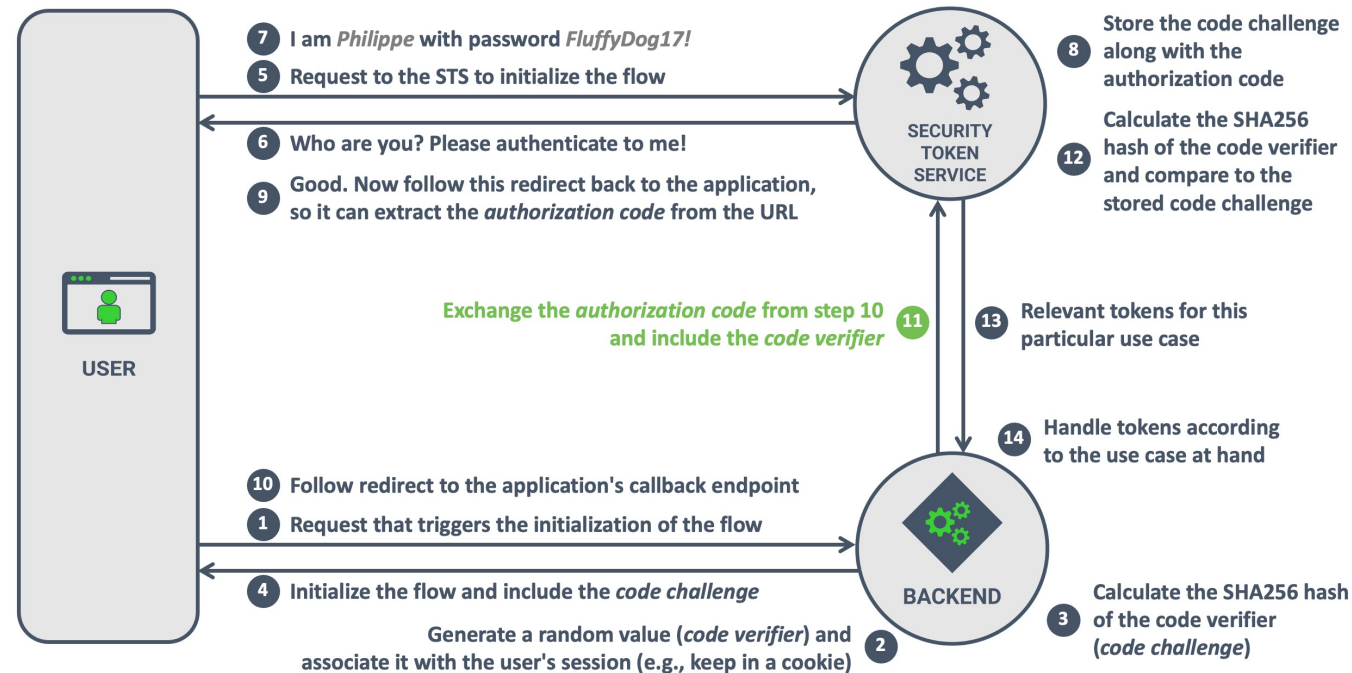 7 I am Philippe with password FluffyDog17!
5 Request to the STS to initialize the flow
6 Who are you? Please authenticate to me!
9 Good. Now follow this redirect back to the application,
so it can extract the authorization code from the URL
SECURITY
TOKEN
SERVICE
8 Store the code challenge
along with the
authorization code
12 Calculate the SHA256
hash of the code verifier
and compare to the
stored code challenge
USER
Exchange the authorization code from step 10
and include the code verifier
11
13 Relevant tokens for this
particular use case
14 Handle tokens according
to the use case at hand
10 Follow redirect to the application's callback endpoint
1 Request that triggers the initialization of the flow
4 Initialize the flow and include the code challenge
BACKEND
Generate a random value (code verifier) and
associate it with the user's session (e.g., keep in a cookie)
2
3 Calculate the SHA256 hash
of the code verifier
(code challenge)